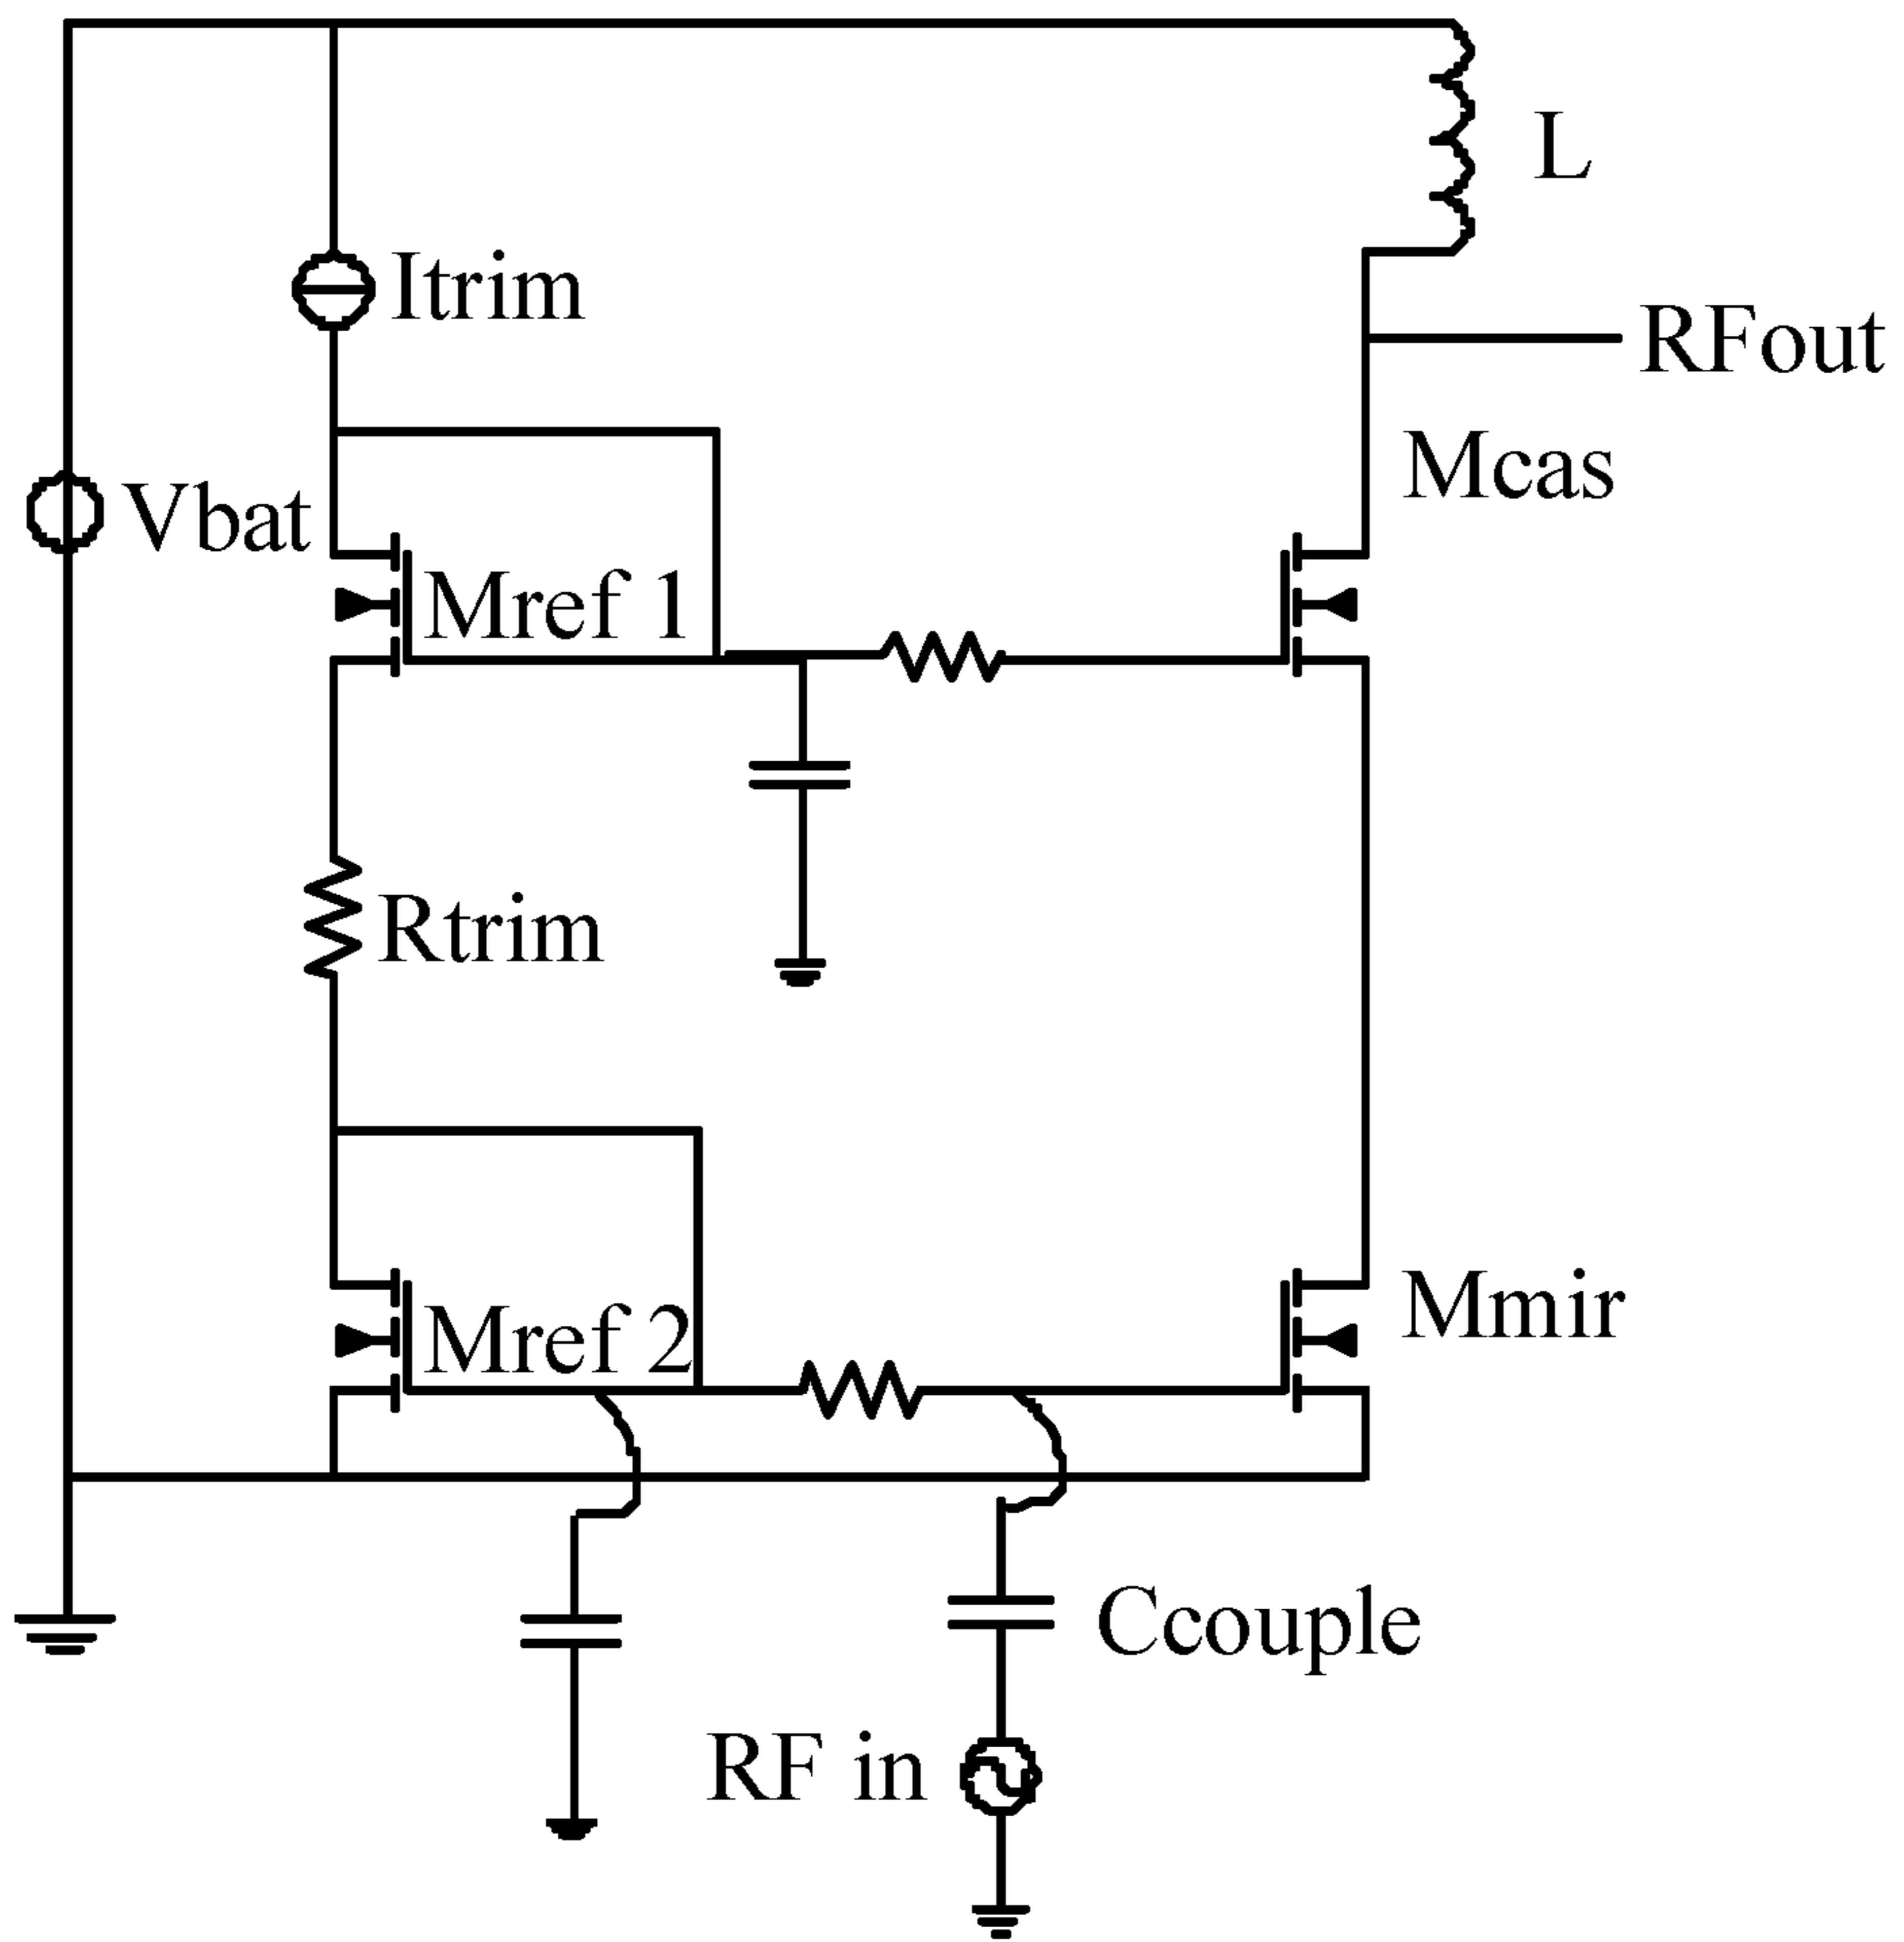 L
Itrim
RFout
Mcas
Vbat
Mref 1
Rtrim
Mmir
Mref 2
Ccouple
RF in